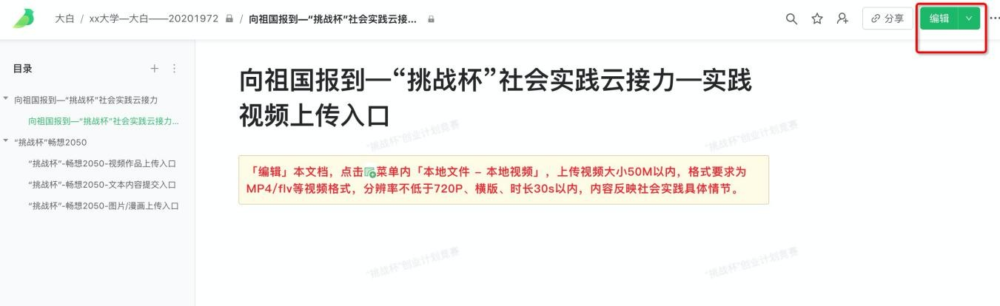 大白 / xx大学—大白——20201972 / 向祖国报到—“挑战杯”社会实践云接...
分享
编辑
目录
向祖国报到—“挑战杯”社会实践云接力
向祖国报到—“挑战杯”社会实践云接力...
“挑战杯”畅想2050
“挑战杯”-畅想2050-视频作品上传入口
“挑战杯”-畅想2050-文本内容提交入口
“挑战杯”-畅想2050-图片/漫画上传入口
向祖国报到—“挑战杯”社会实践云接力—实践
视频上传入口
“挑战杯”创业计划竞赛
“挑战杯”创业计划竞赛
「编辑」本文档，点击菜单内「本地文件 – 本地视频」，上传视频大小50M以内，格式要求为
MP4/flv等视频格式，分辨率不低于720P、横版、时长30s以内，内容反映社会实践具体情节。
“挑战杯”创业计划竞赛
“挑战杯”创业计划竞赛